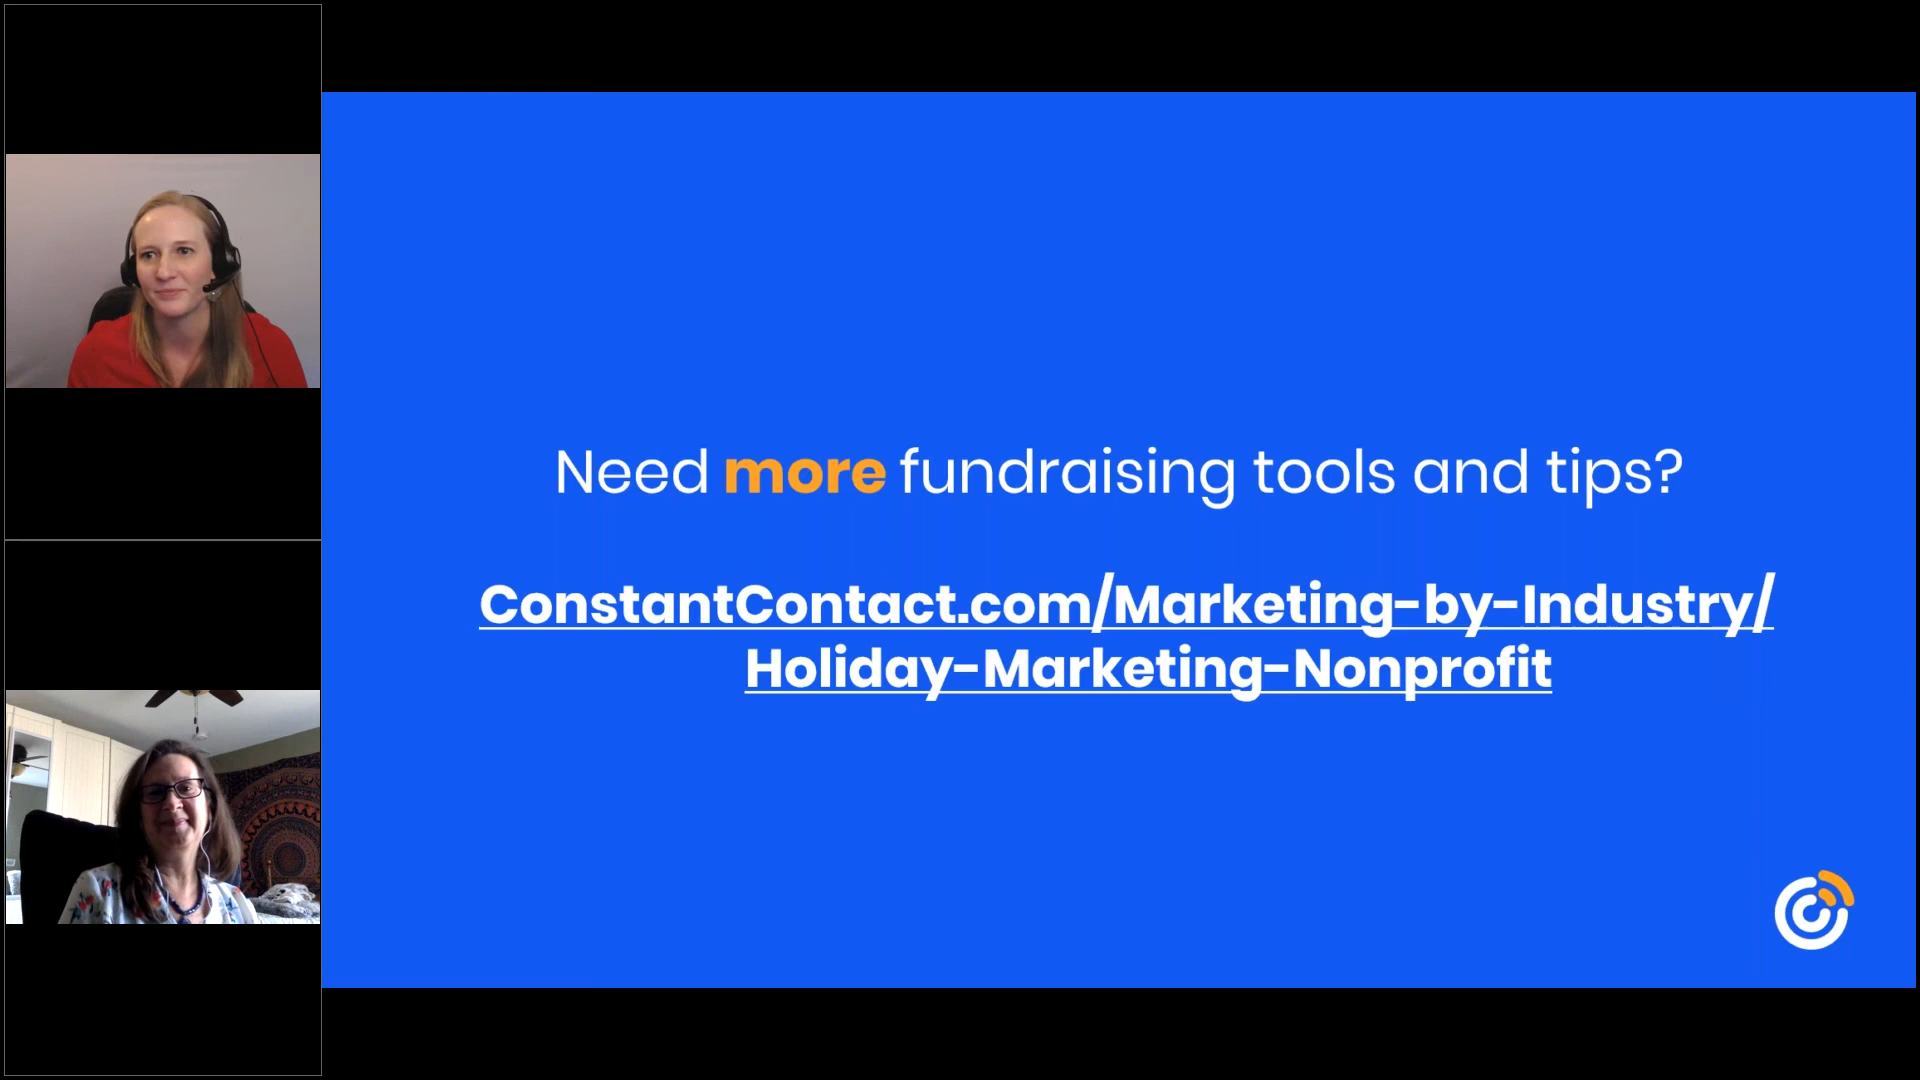 Need more fundraising tools and tips?
ConstantContact.com/Marketing-by-Industry/
Holiday-Marketing-Nonprofit